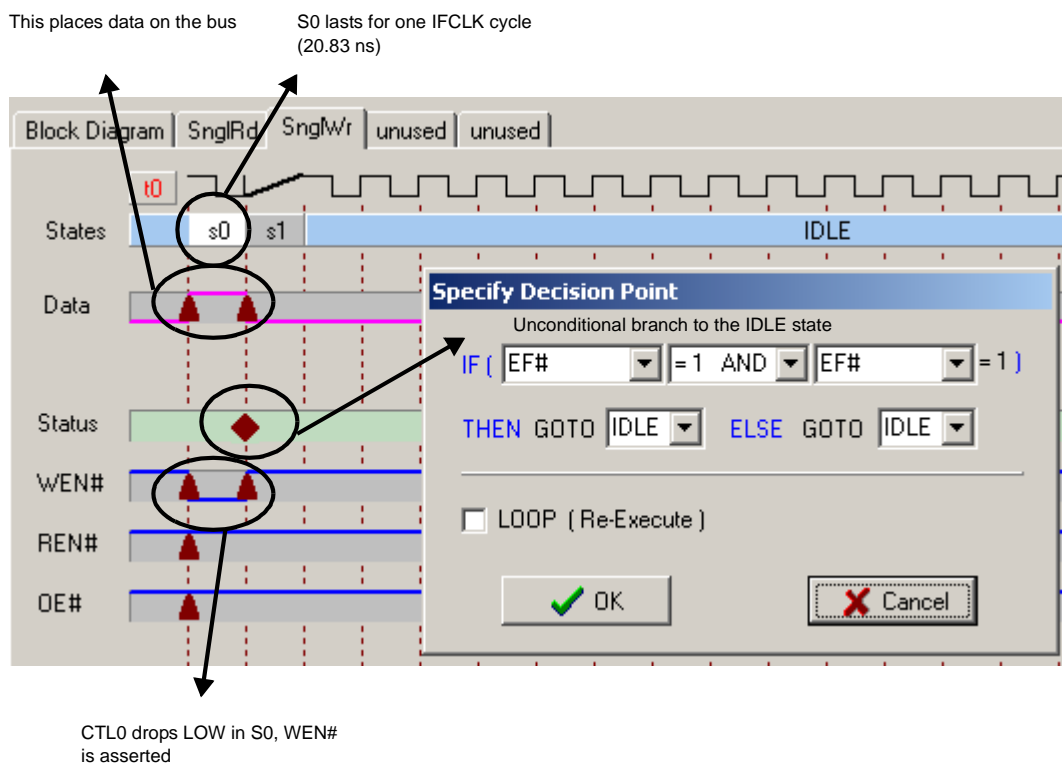 This places data on the bus
S0 lasts for one IFCLK cycle
(20.83 ns)
Block Diagram
SnglRd
SnglWr
unused
unused
t0
States
s0
s1
IDLE
Data
Specify Decision Point
Unconditional branch to the IDLE state
IF ( EF# = 1 AND EF# = 1 )
Status
THEN GOTO IDLE ELSE GOTO IDLE
WEN#
LOOP ( Re-Execute )
REN#
OE#
OK
Cancel
CTL0 drops LOW in S0, WEN#
is asserted